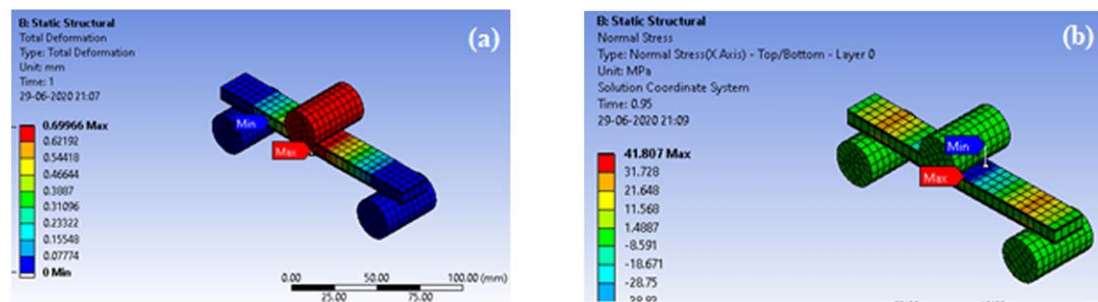 B: Static Structural
Total Deformation
Type: Total Deformation
Unit: mm
Time: 1
29-06-2020 21:07
(a)
0.69966 Max
0.62192
0.54418
0.46644
0.3887
0.31096
0.23322
0.15548
0.07774
0 Min
Min
Max
0.00 50.00 100.00 (mm)
25.00 75.00
B: Static Structural
Normal Stress
Type: Normal Stress(X Axis) - Top/Bottom - Layer 0
Unit: MPa
Solution Coordinate System
Time: 0.95
29-06-2020 21:09
(b)
41.807 Max
31.728
21.648
11.568
1.4887
-8.591
-18.671
-28.75
Min
Max